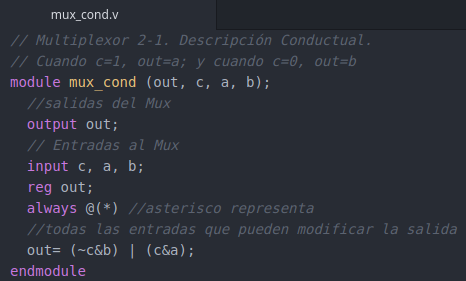 mux_cond.v
// Multiplexor 2-1. Descripción Conductual.
// Cuando c=1, out=a; y cuando c=0, out=b
module mux_cond (out, c, a, b);
  //salidas del Mux
  output out;
  // Entradas al Mux
  input c, a, b;
  reg out;
  always @(*) //asterisco representa
  //todas las entradas que pueden modificar la salida
  out= (~c&b) | (c&a);
endmodule